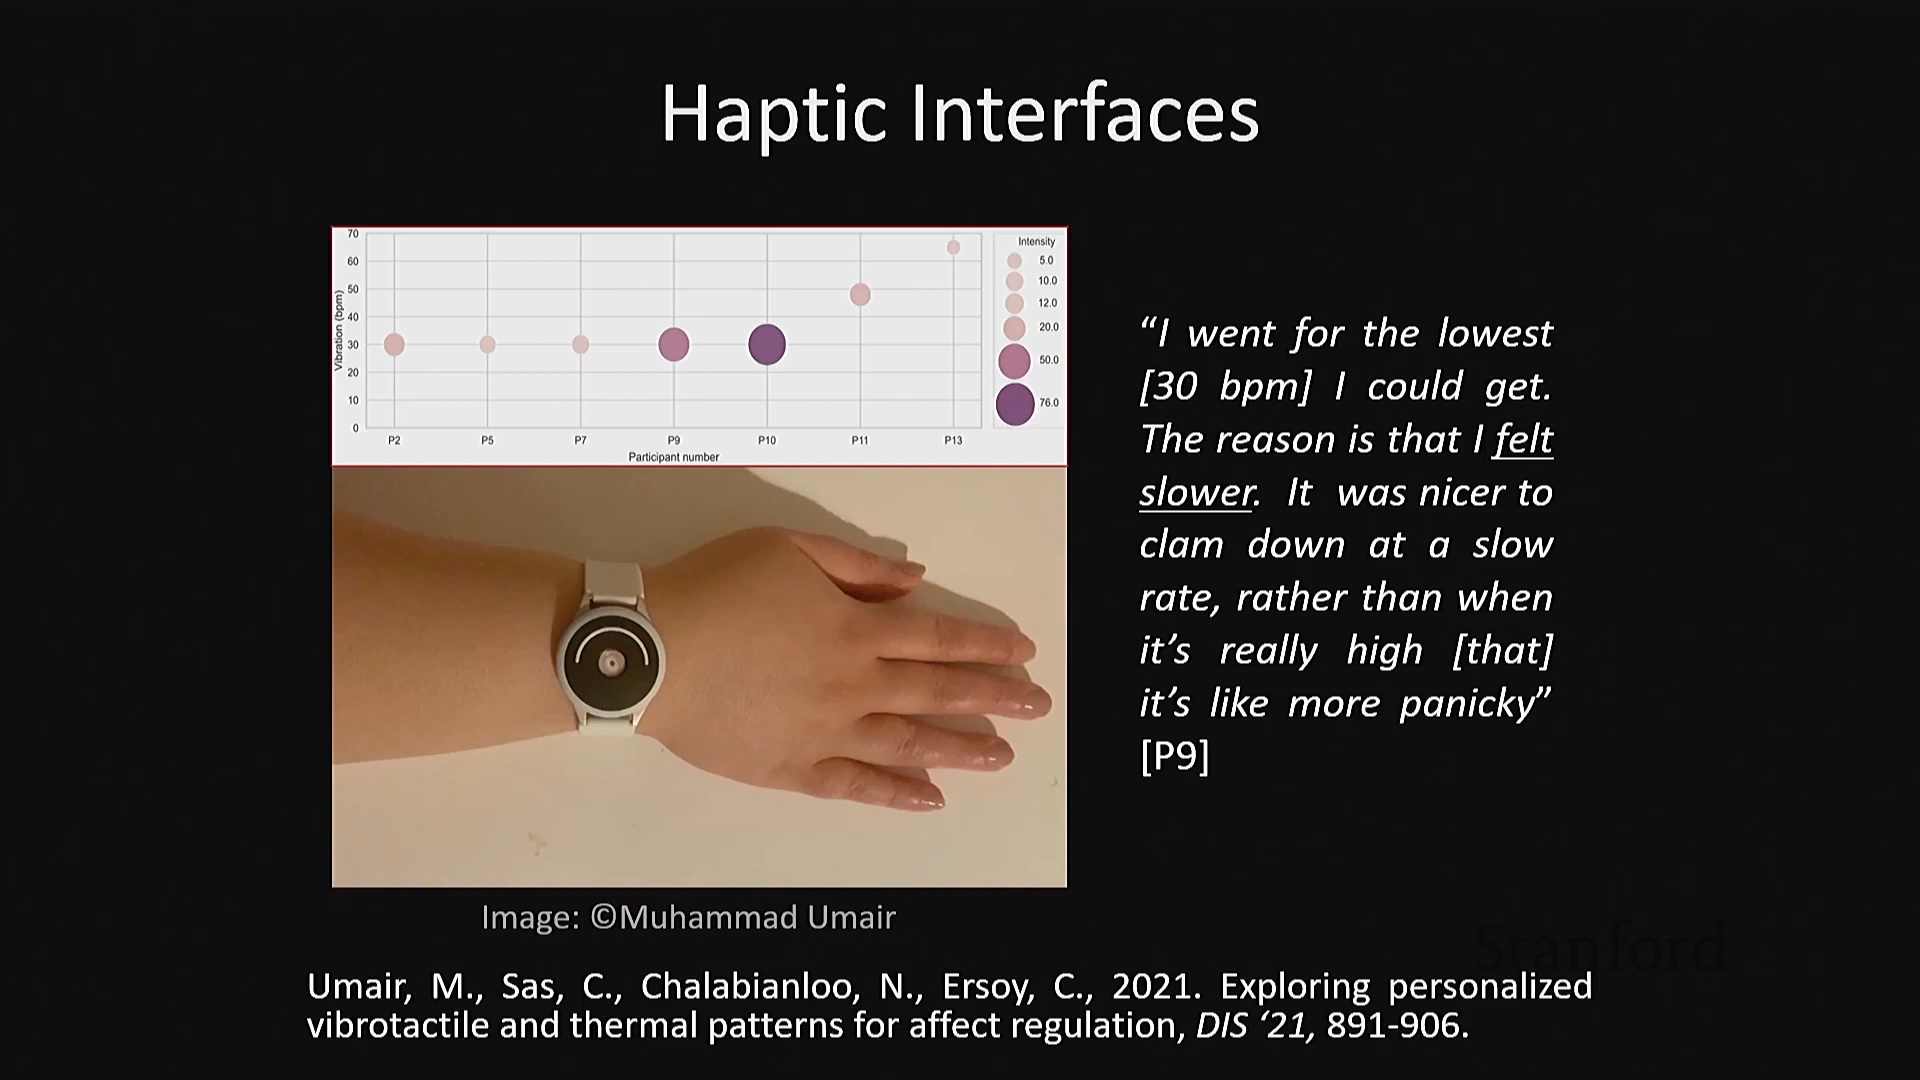 Haptic Interfaces
70
60
50
40
30
20
10
0
Vibration (bpm)
P2 P5 P7 P9 P10 P11 P13
Participant number
Intensity
5.0
10.0
12.0
20.0
50.0
76.0
“I went for the lowest
[30 bpm] I could get.
The reason is that I felt
slower. It was nicer to
clam down at a slow
rate, rather than when
it’s really high [that]
it’s like more panicky”
[P9]
Image: ©Muhammad Umair
Stanford
Umair, M., Sas, C., Chalabianloo, N., Ersoy, C., 2021. Exploring personalized
vibrotactile and thermal patterns for affect regulation, DIS ‘21, 891-906.